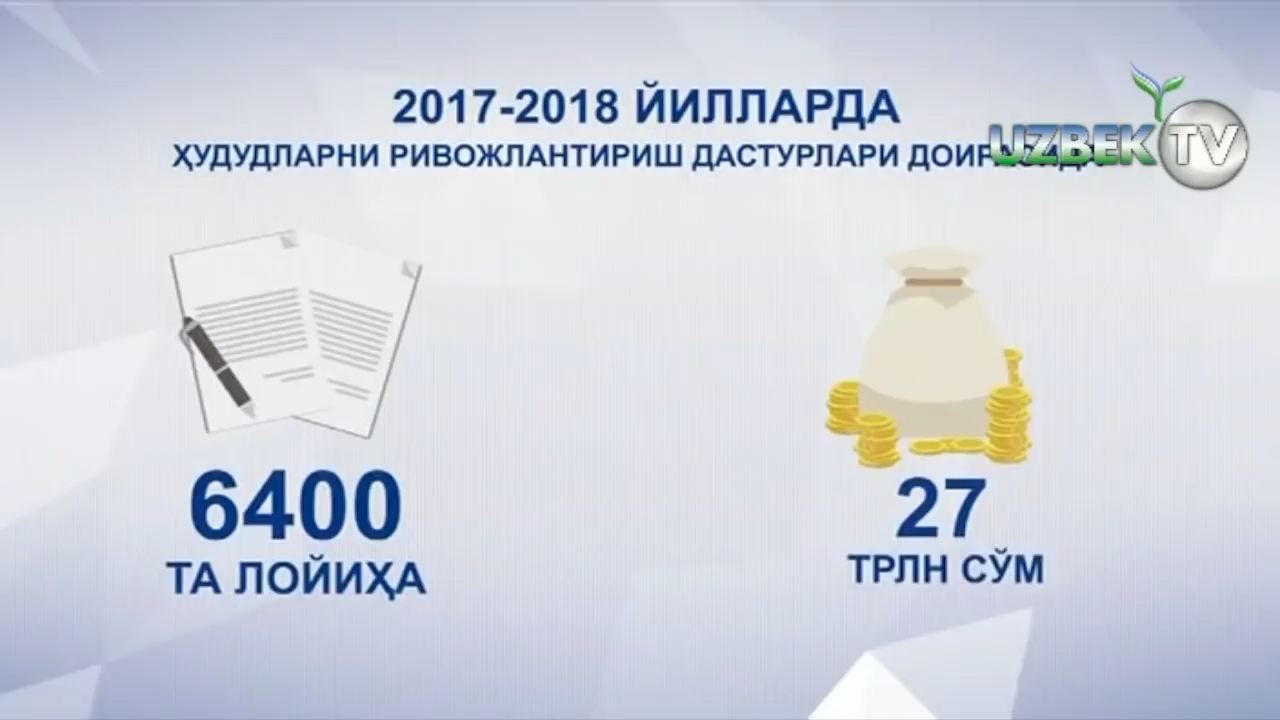 2017-2018 ЙИЛЛАРДА
ҲУДУДЛАРНИ РИВОЖЛАНТИРИШ ДАСТУРЛАРИ
UZBEK TV
6400
ТА ЛОЙИҲА
27
ТРЛН СЎМ